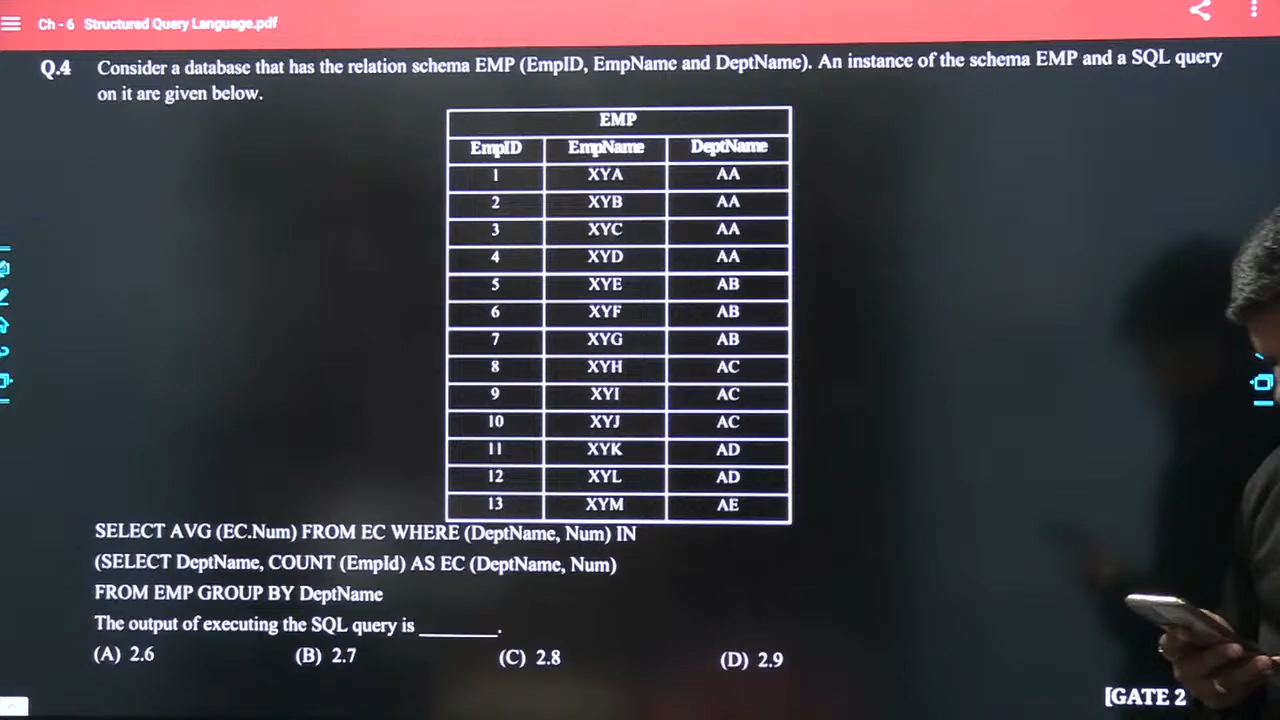 Ch - 6 Structured Query Language.pdf
Q.4 Consider a database that has the relation schema EMP (EmpID, EmpName and DeptName). An instance of the schema EMP and a SQL query
on it are given below.
EMP
EmpID EmpName DeptName
1 XYA AA
2 XYB AA
3 XYC AA
4 XYD AA
5 XYE AB
6 XYF AB
7 XYG AB
8 XYH AC
9 XYI AC
10 XYJ AC
11 XYK AD
12 XYL AD
13 XYM AE
SELECT AVG (EC.Num) FROM EC WHERE (DeptName, Num) IN
(SELECT DeptName, COUNT (EmpId) AS EC (DeptName, Num)
FROM EMP GROUP BY DeptName
The output of executing the SQL query is ________.
(A) 2.6 (B) 2.7 (C) 2.8 (D) 2.9
[GATE 2